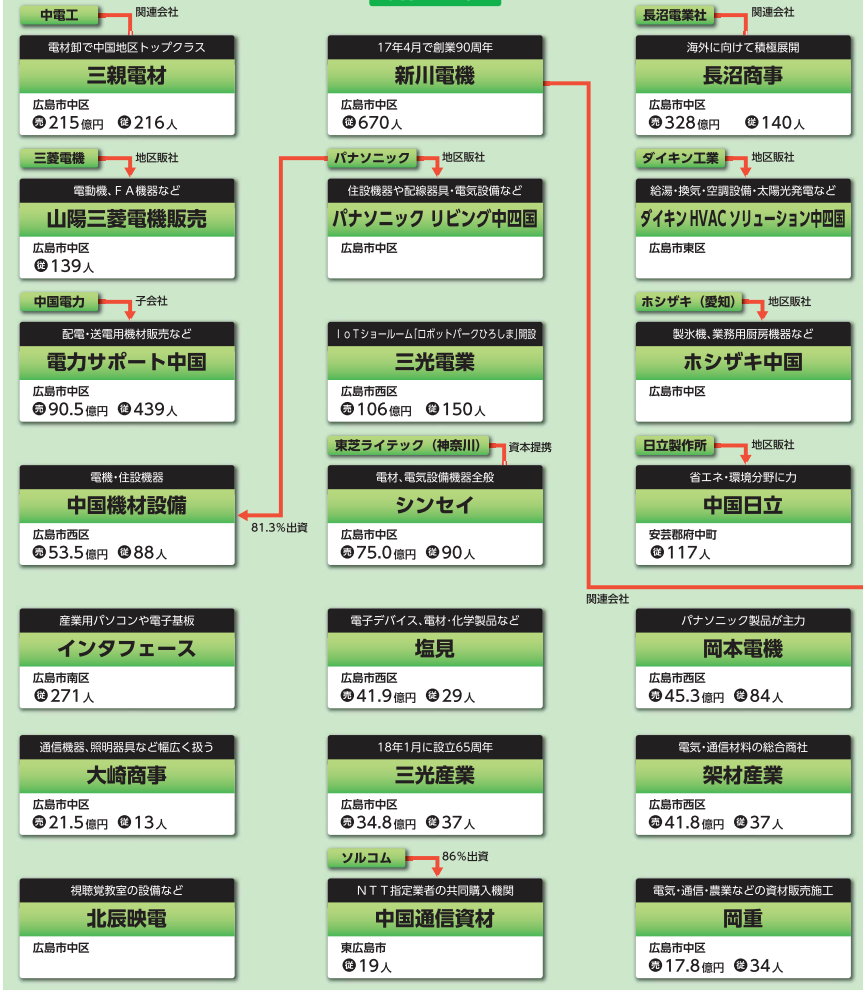 中電工 関連会社
電材卸で中国地区トップクラス
三親電材
広島市中区
売215億円 従216人
17年4月で創業90周年
新川電機
広島市中区
従670人
長沼電業社 関連会社
海外に向けて積極展開
長沼商事
広島市中区
売328億円 従140人
三菱電機 地区販社
電動機、FA機器など
山陽三菱電機販売
広島市中区
従139人
パナソニック 地区販社
住設機器や配線器具・電気設備など
パナソニック リビング中四国
広島市中区
ダイキン工業 地区販社
給湯・換気・空調設備・太陽光発電など
ダイキンHVACソリューション中四国
広島市東区
中国電力 子会社
配電・送電用機材販売など
電力サポート中国
広島市中区
売90.5億円 従439人
IoTショールーム「ロボットパークひろしま」開設
三光電業
広島市西区
売106億円 従150人
ホシザキ(愛知) 地区販社
製氷機、業務用厨房機器など
ホシザキ中国
広島市中区
電機・住設機器
中国機材設備
広島市西区
売53.5億円 従88人
81.3%出資
東芝ライテック(神奈川) 資本提携
電材、電気設備機器全般
シンセイ
広島市中区
売75.0億円 従90人
日立製作所 地区販社
省エネ・環境分野に力
中国日立
安芸郡府中町
従117人
関連会社
産業用パソコンや電子基板
インタフェース
広島市南区
従271人
電子デバイス、電材・化学製品など
塩見
広島市西区
売41.9億円 従29人
パナソニック製品が主力
岡本電機
広島市西区
売45.3億円 従84人
通信機器、照明器具など幅広く扱う
大崎商事
広島市中区
売21.5億円 従13人
18年1月に設立65周年
三光産業
広島市中区
売34.8億円 従37人
電気・通信材料の総合商社
架材産業
広島市西区
売41.8億円 従37人
視聴覚教室の設備など
北辰映電
広島市中区
ソルコム 86%出資
NTT指定業者の共同購入機関
中国通信資材
東広島市
従19人
電気・通信・農業などの資材販売施工
岡重
広島市中区
売17.8億円 従34人